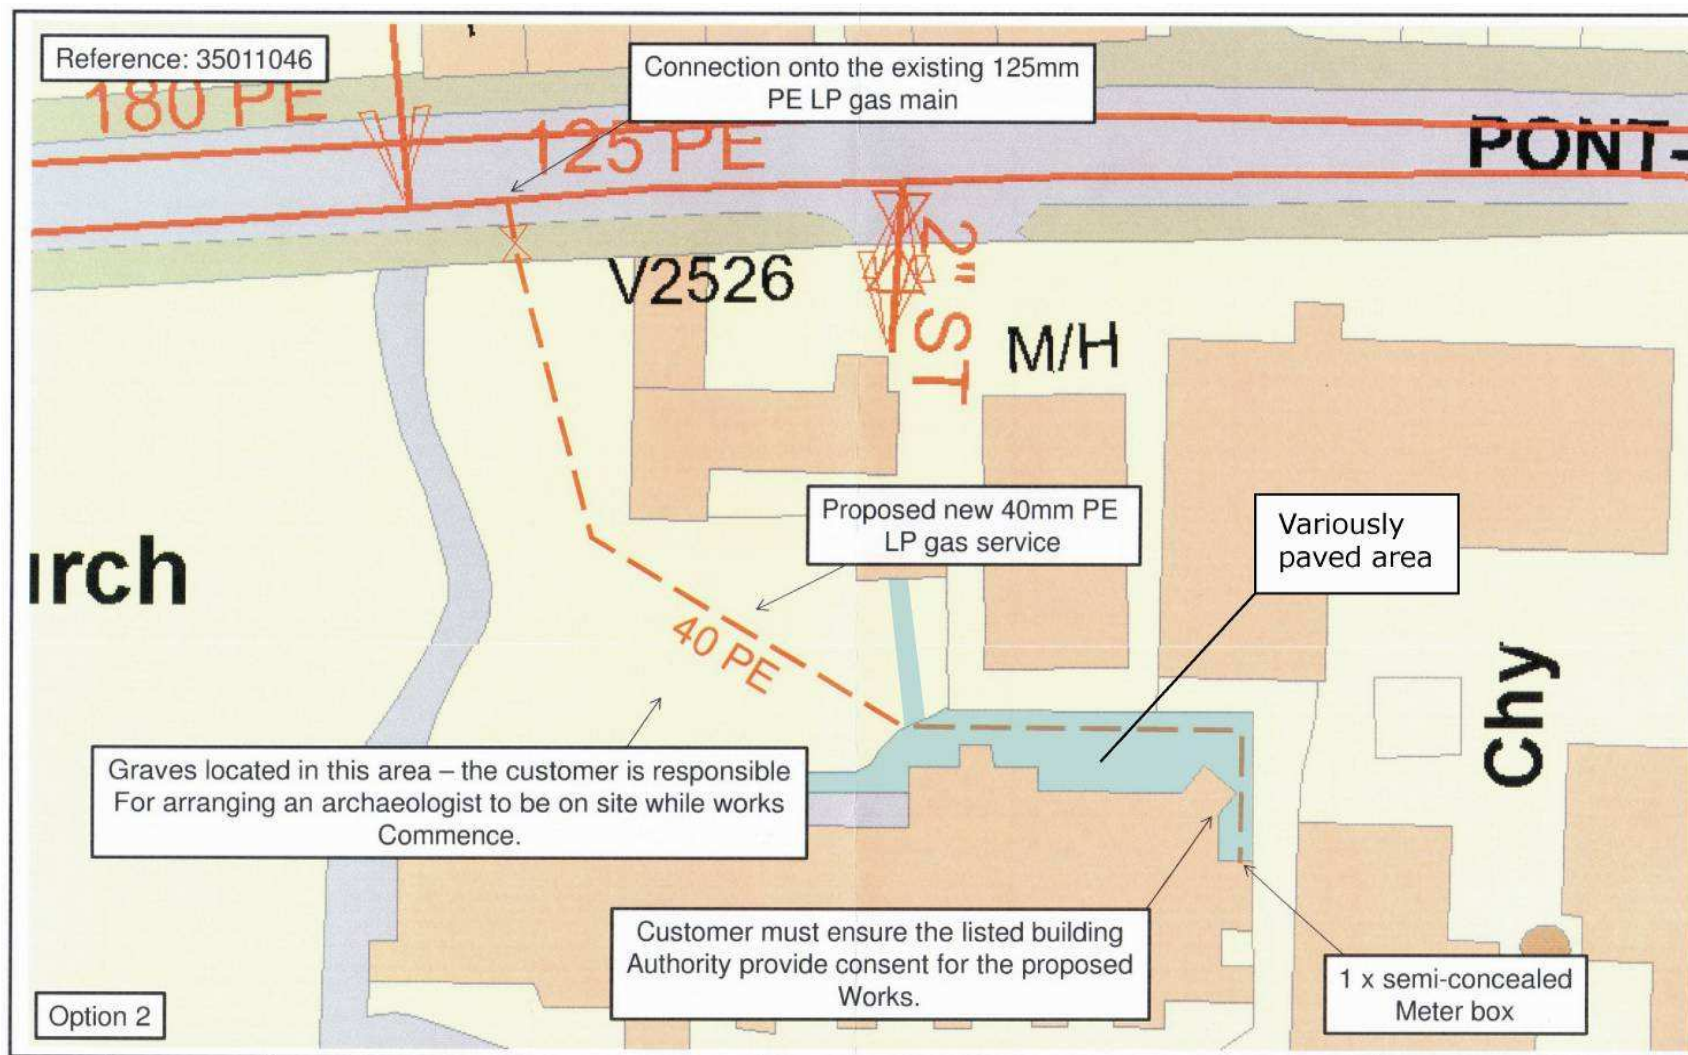 Reference: 35011046
Connection onto the existing 125mm
PE LP gas main
180 PE
125 PE
PONT-
V2526
2" ST
M/H
Proposed new 40mm PE
LP gas service
Variously
paved area
40 PE
Chy
Graves located in this area – the customer is responsible
For arranging an archaeologist to be on site while works
Commence.
Customer must ensure the listed building
Authority provide consent for the proposed
Works.
1 x semi-concealed
Meter box
Option 2